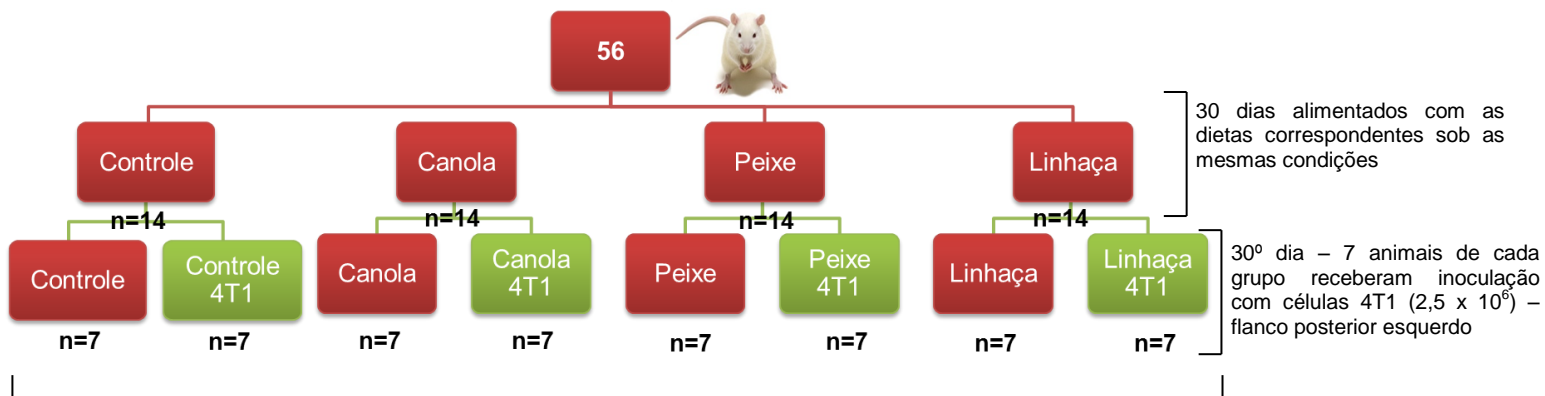 56
30 dias alimentados com as
dietas correspondentes sob as
mesmas condições
Controle
Canola
Peixe
Linhaça
n=14
n=14
n=14
n=14
Controle
Controle
4T1
Canola
Canola
4T1
Peixe
Peixe
4T1
Linhaça
Linhaça
4T1
30º dia – 7 animais de cada
grupo receberam inoculação
com células 4T1 (2,5 x 10⁶) –
flanco posterior esquerdo
n=7
n=7
n=7
n=7
n=7
n=7
n=7
n=7